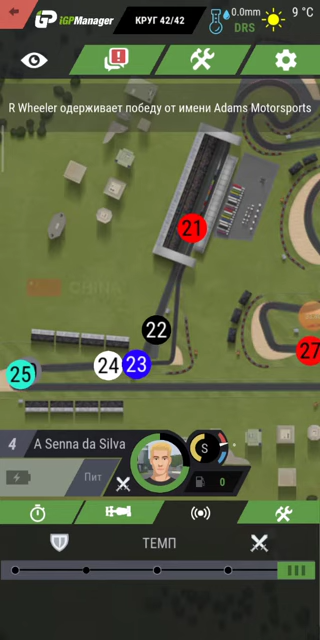 iGPManager
КРУГ 42/42
0.0mm
DRS
9 °C
R Wheeler одерживает победу от имени Adams Motorsports
21
CHINA
22
24
23
25
27
4
A Senna da Silva
S
Пит
0
ТЕМП